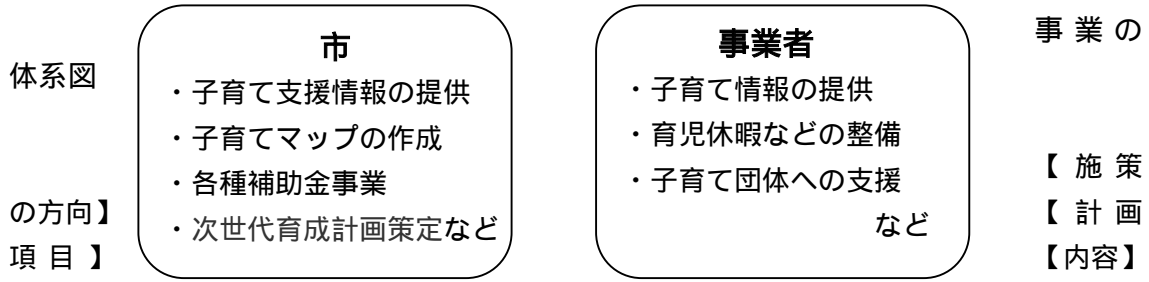 事業の
体系図
市
・子育て支援情報の提供
・子育てマップの作成
・各種補助金事業
・次世代育成計画策定など
事業者
・子育て情報の提供
・育児休暇などの整備
・子育て団体への支援
など
【施策
の方向】
【計画
項目】
【内容】